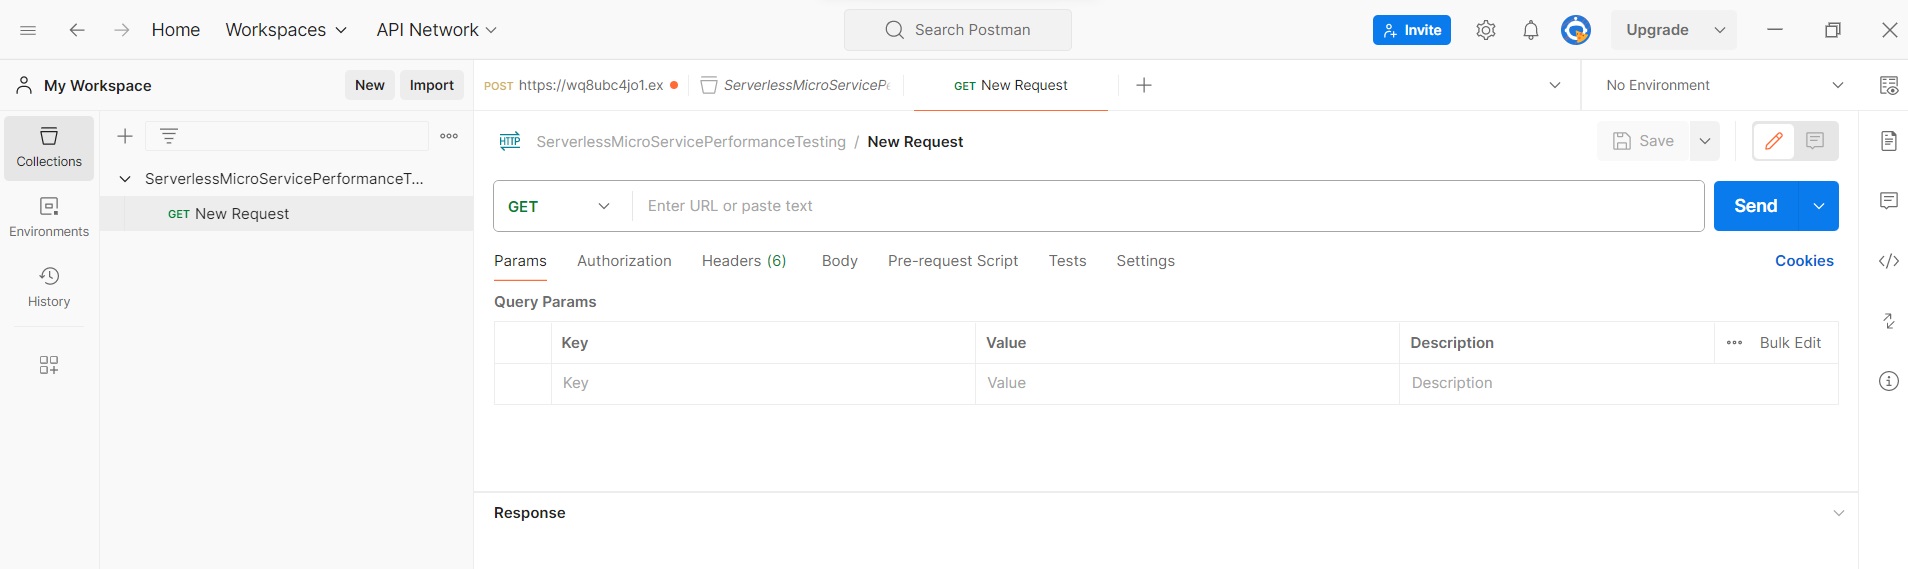 Home Workspaces API Network Search Postman Invite Upgrade
My Workspace New Import POST https://wq8ubc4jo1.ex ServerlessMicroServicePe GET New Request No Environment
Collections
ServerlessMicroServicePerformanceTesting / New Request Save
ServerlessMicroServicePerformanceT...
GET New Request
GET Enter URL or paste text Send
Environments
Params Authorization Headers (6) Body Pre-request Script Tests Settings Cookies
History
Query Params
Key Value Description Bulk Edit
Key Value Description
Response